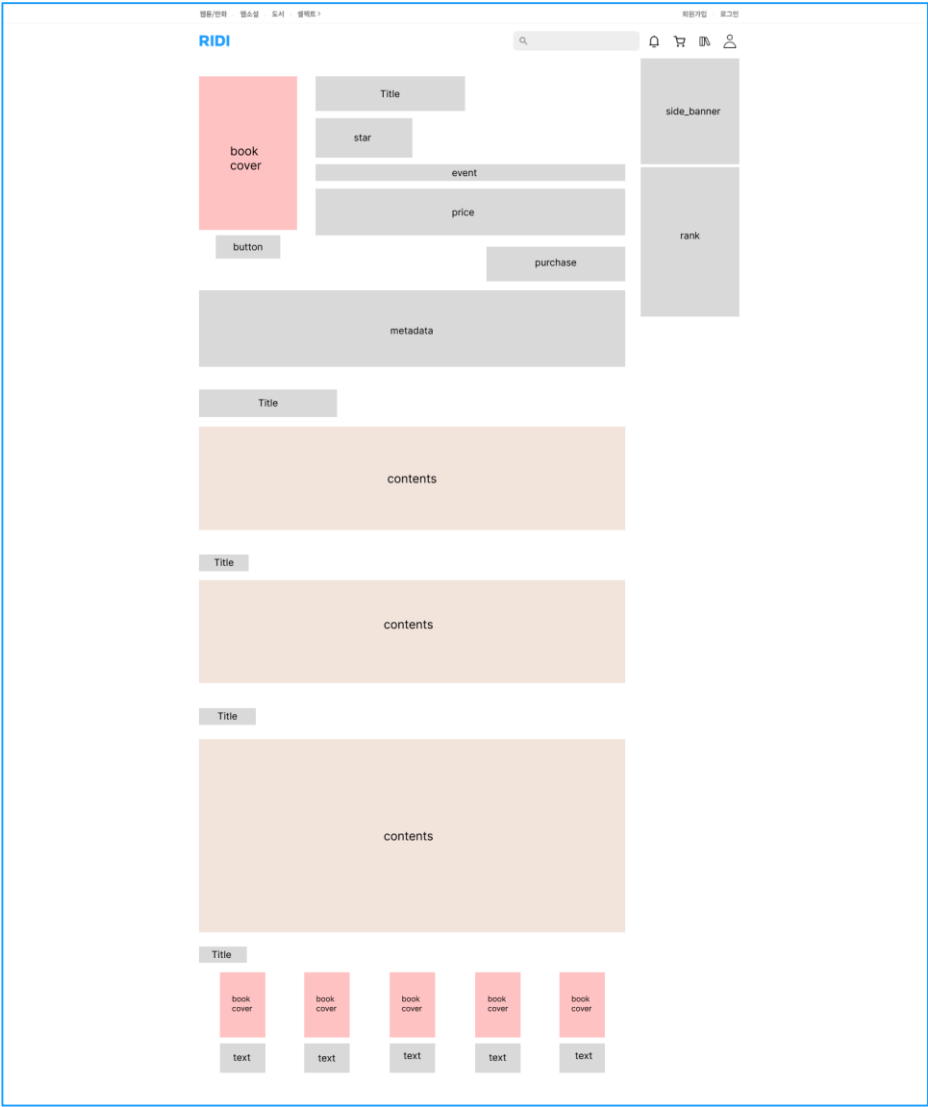 웹툰/만화 웹소설 도서 셀렉트 >
회원가입 로그인
RIDI
book
cover
Title
star
event
price
button
purchase
side_banner
rank
metadata
Title
contents
Title
contents
Title
contents
Title
book
cover
book
cover
book
cover
book
cover
book
cover
text
text
text
text
text